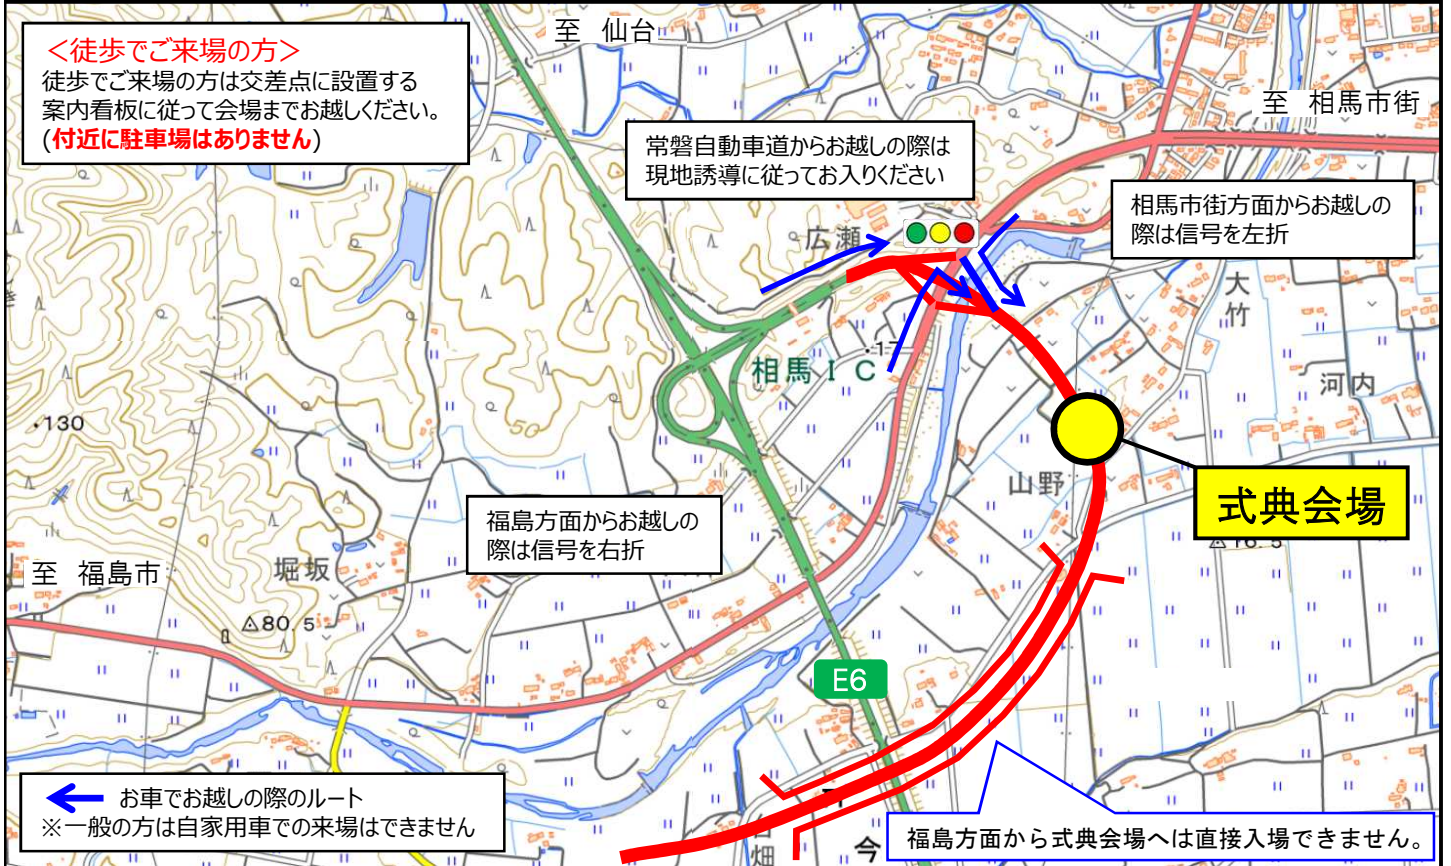 <徒歩でご来場の方>
徒歩でご来場の方は交差点に設置する
案内看板に従って会場までお越しください。
(付近に駐車場はありません)
至 仙台
至 相馬市街
常磐自動車道からお越しの際は
現地誘導に従ってお入りください
相馬市街方面からお越しの
際は信号を左折
広瀬
大竹
相馬IC
河内
・130
50
山野
式典会場
福島方面からお越しの
際は信号を右折
至 福島市
堀坂
80.5
16.5
E6
← お車でお越しの際のルート
※一般の方は自家用車での来場はできません
福島方面から式典会場へは直接入場できません。
今
畑